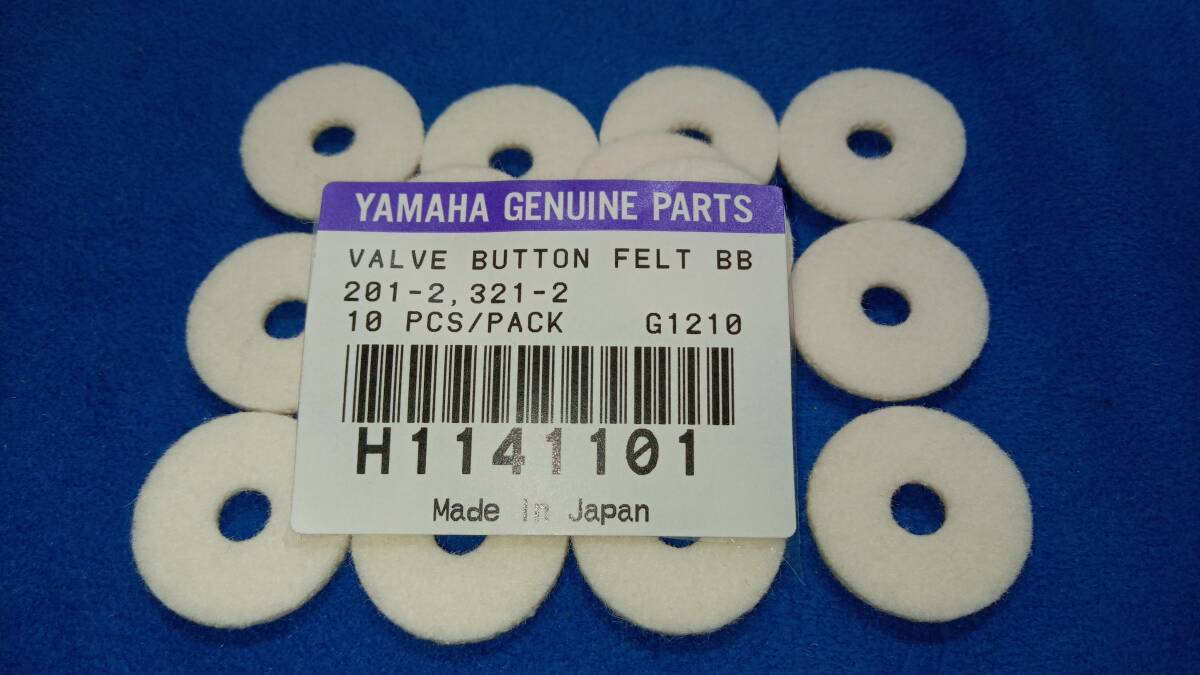 YAMAHA GENUINE PARTS
VALVE BUTTON FELT BB
201-2, 321-2
10 PCS/PACK G1210
H1141101
Made in Japan